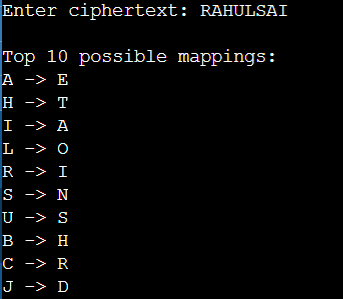 Enter ciphertext: RAHULSAI
Top 10 possible mappings:
A -> E
H -> T
I -> A
L -> O
R -> I
S -> N
U -> S
B -> H
C -> R
J -> D